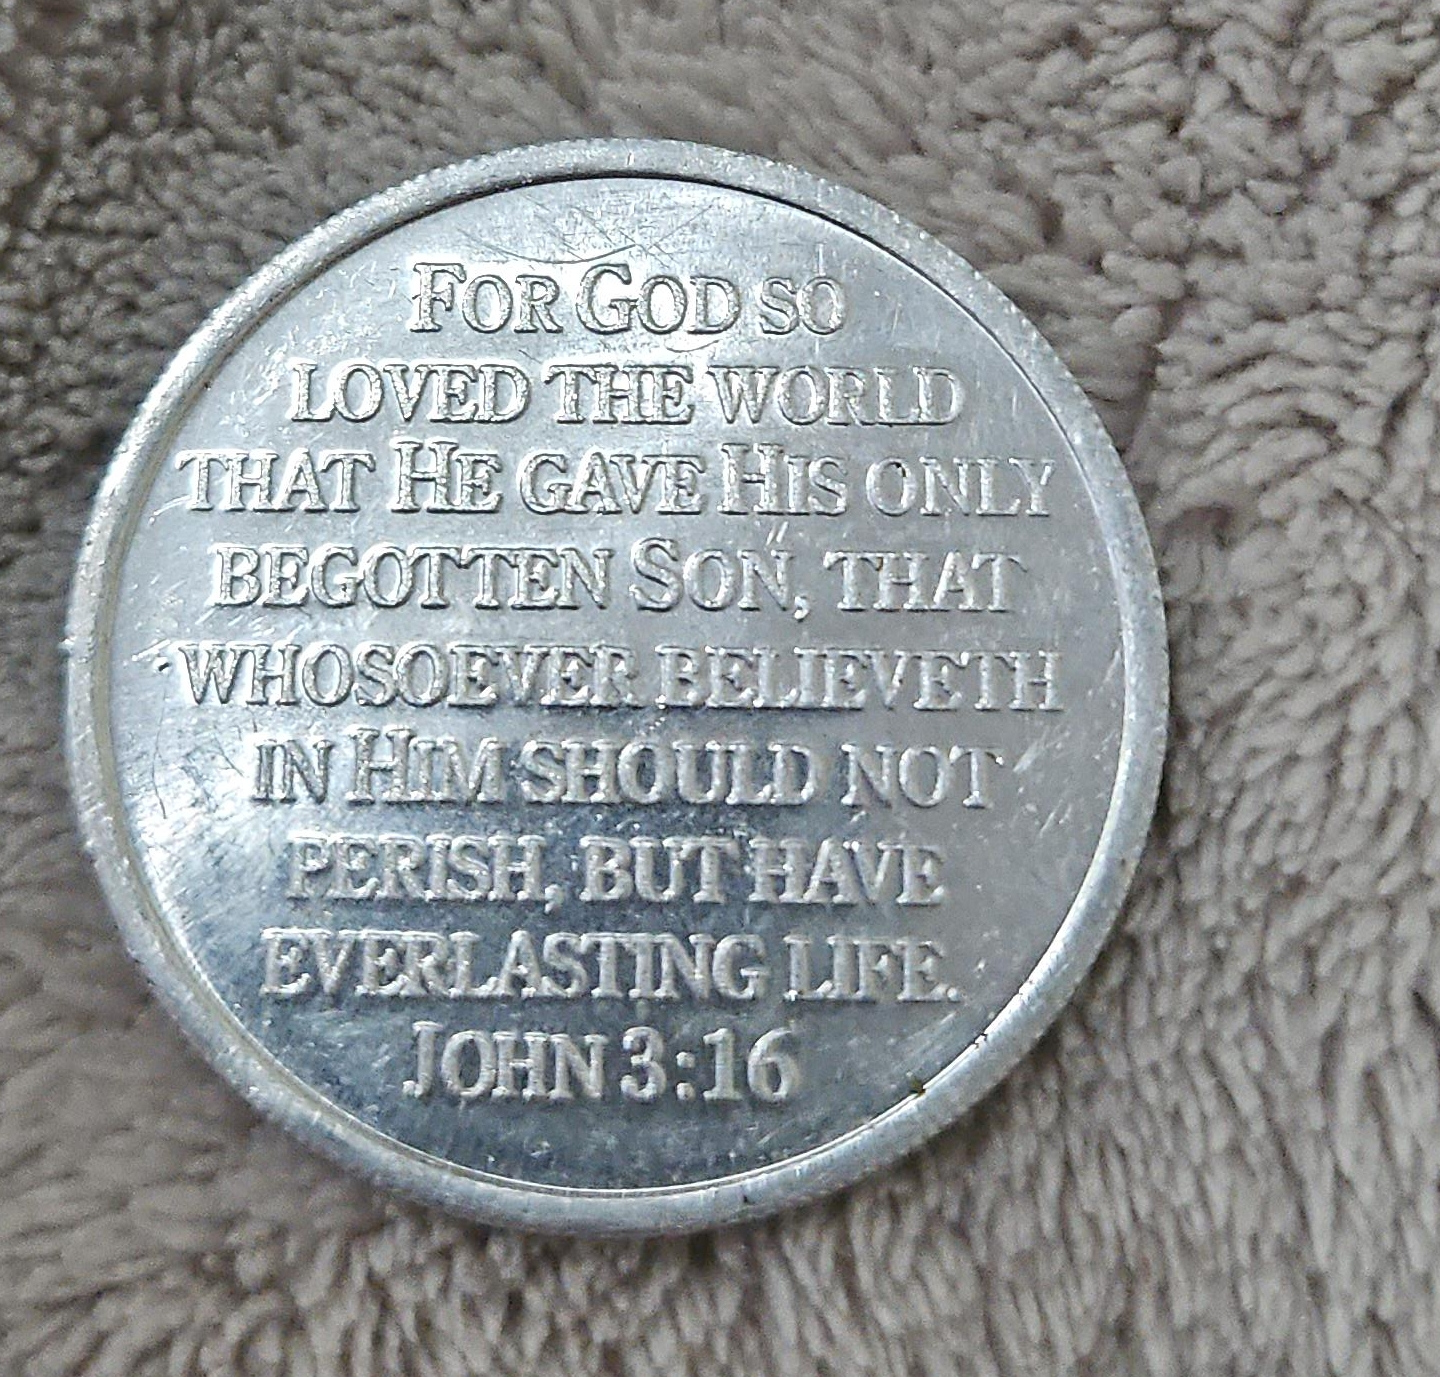 FOR GOD SO
LOVED THE WORLD
THAT HE GAVE HIS ONLY
BEGOTTEN SON, THAT
WHOSOEVER BELIEVETH
IN HIM SHOULD NOT
PERISH, BUT HAVE
EVERLASTING LIFE.
JOHN 3:16